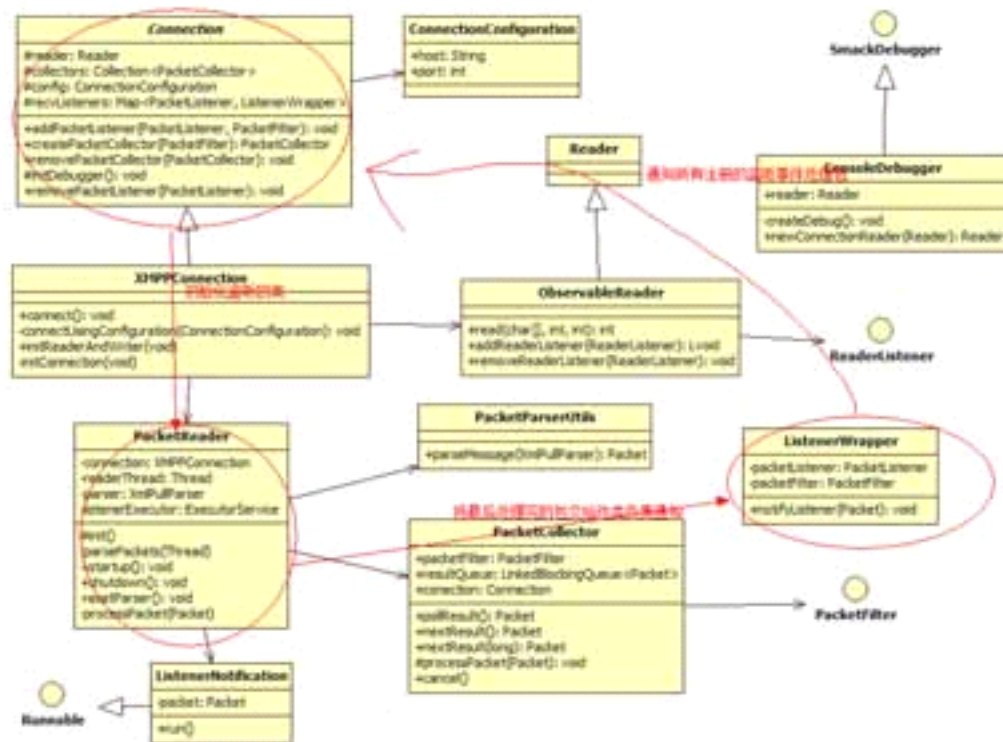 Connection
#reader: Reader
#collectors: Collection<PacketCollector>
#config: ConnectionConfiguration
#recvListeners: Map<PacketListener, ListenerWrapper>
+addPacketListener(PacketListener, PacketFilter): void
+createPacketCollector(PacketFilter): PacketCollector
+removePacketCollector(PacketCollector): void
#initDebugger(): void
+removePacketListener(PacketListener): void
ConnectionConfiguration
+host: String
+port: int
SmackDebugger
Reader
ConsoleDebugger
+reader: Reader
-createDebug(): void
+newConnectionReader(Reader): Reader
XMPPConnection
+connect(): void
-connectUsingConfiguration(ConnectionConfiguration): void
+initReaderAndWriter(void)
-initConnection(void)
ObservableReader
+read(char[], int, int): int
+addReaderListener(ReaderListener): void
+removeReaderListener(ReaderListener): void
ReaderListener
PacketReader
-connection: XMPPConnection
-readerThread: Thread
-parser: XmlPullParser
-listenerExecutor: ExecutorService
#init()
-parsePackets(Thread)
+startup(): void
+shutdown(): void
+resetParser(): void
-processPacket(Packet)
PacketParserUtils
+parseMessage(XmlPullParser): Packet
ListenerWrapper
-packetListener: PacketListener
-packetFilter: PacketFilter
+notifyListener(Packet): void
PacketCollector
+packetFilter: PacketFilter
+resultQueue: LinkedBlockingQueue<Packet>
+conection: Connection
+pollResult(): Packet
+nextResult(): Packet
+nextResult(long): Packet
#processPacket(Packet): void
+cancel()
PacketFilter
ListenerNotification
-packet: Packet
+run()
Runnable